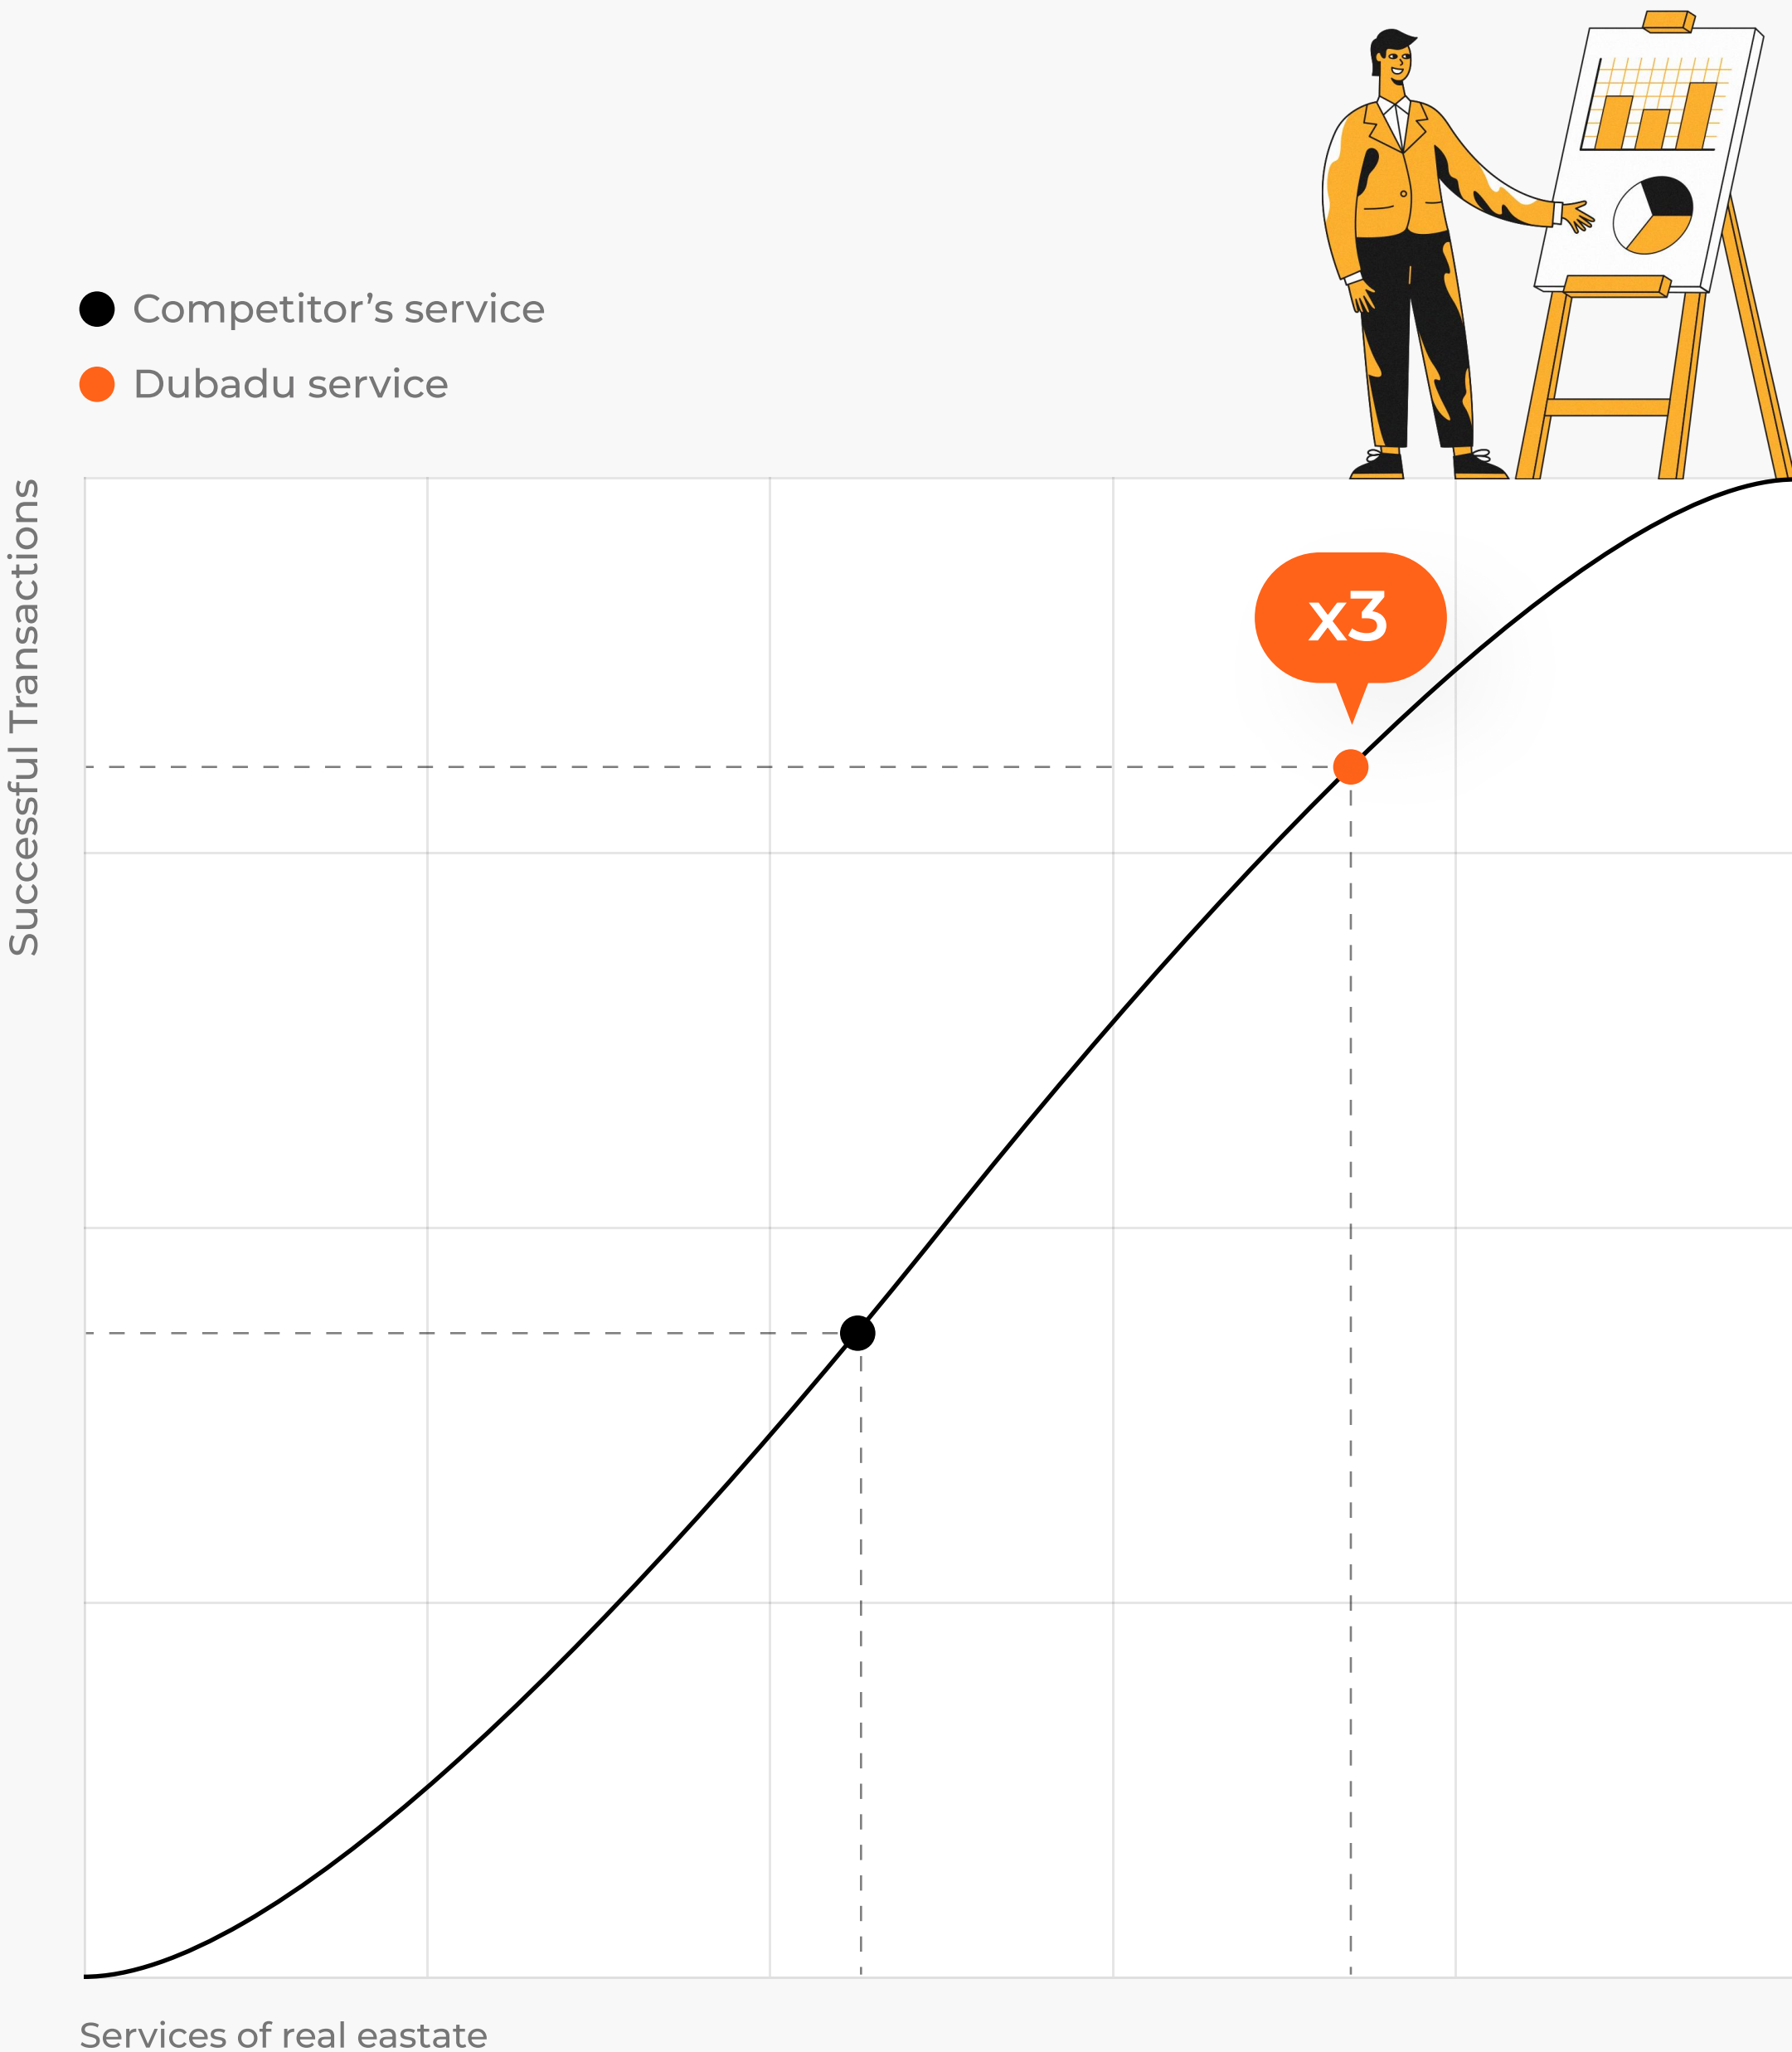 Competitor’s service
Dubadu service
Successful Transactions
x3
Services of real eastate